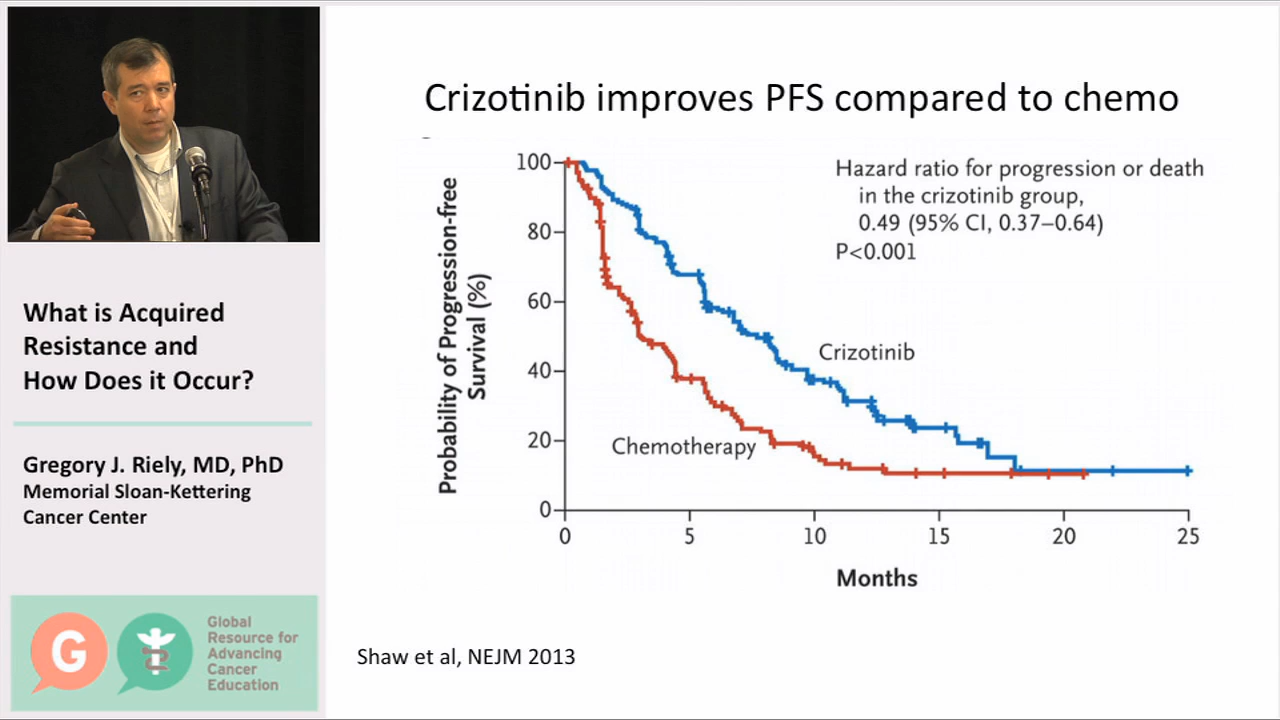 What is Acquired
Resistance and
How Does it Occur?
Gregory J. Riely, MD, PhD
Memorial Sloan-Kettering
Cancer Center
G
Global
Resource for
Advancing
Cancer
Education
Crizotinib improves PFS compared to chemo
Probability of Progression-free
Survival (%)
100
80
60
40
20
0
Hazard ratio for progression or death
in the crizotinib group,
0.49 (95% CI, 0.37–0.64)
P<0.001
Crizotinib
Chemotherapy
0 5 10 15 20 25
Months
Shaw et al, NEJM 2013